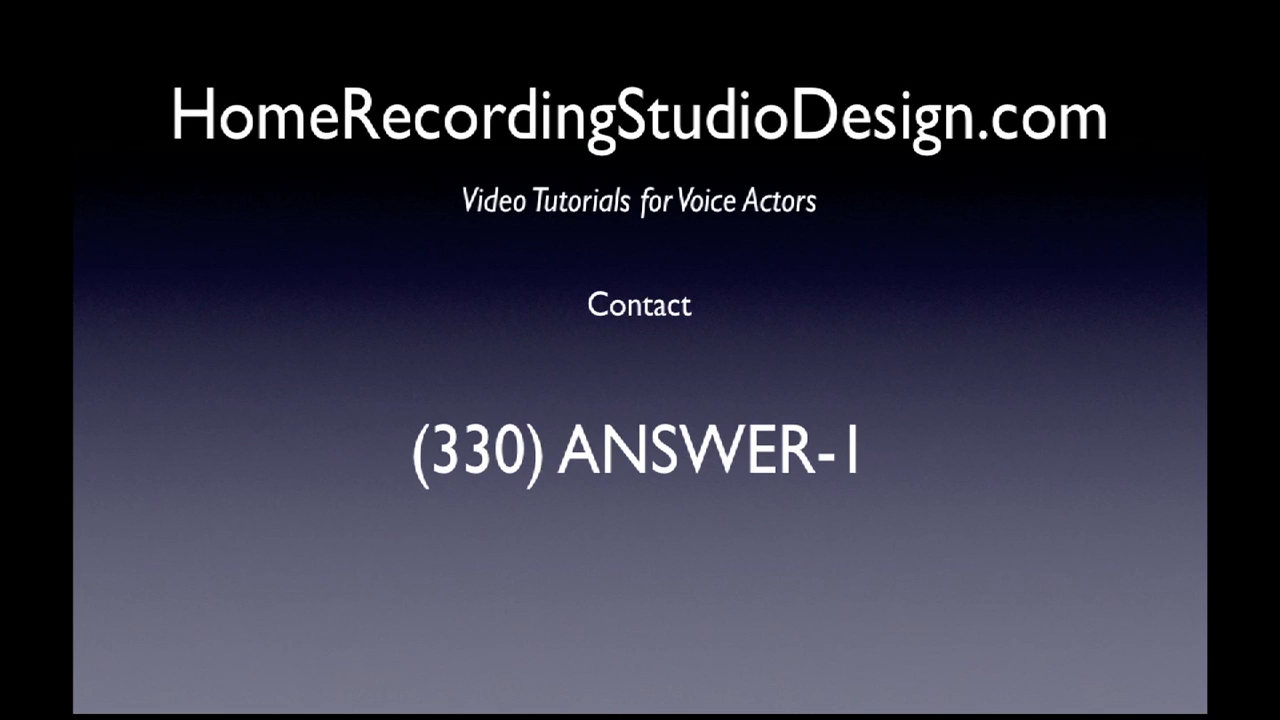 HomeRecordingStudioDesign.com
Video Tutorials for Voice Actors
Contact
(330) ANSWER-1